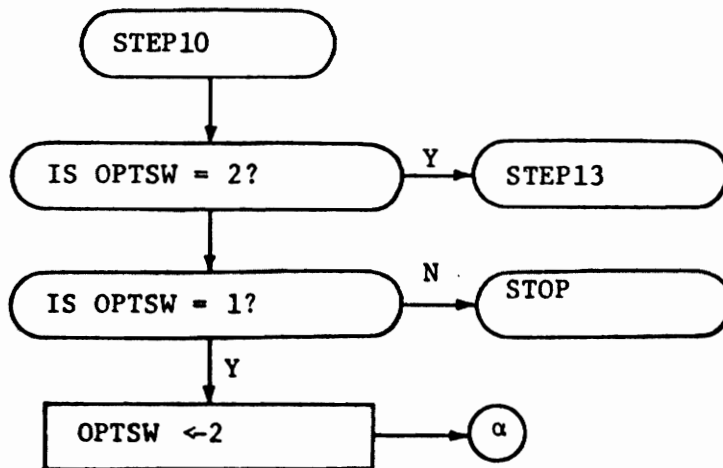 STEP10
IS OPTSW = 2?
Y
STEP13
IS OPTSW = 1?
N
STOP
Y
OPTSW ←2
α